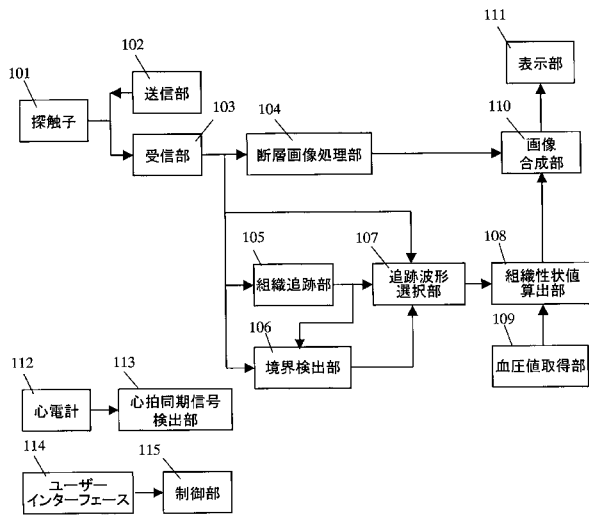 111
表示部
102
送信部
101
探触子
103
受信部
104
断層画像処理部
110
画像
合成部
105
組織追跡部
107
追跡波形
選択部
108
組織性状値
算出部
106
境界検出部
109
血圧値取得部
112
心電計
113
心拍同期信号
検出部
114
ユーザー
インターフェース
115
制御部